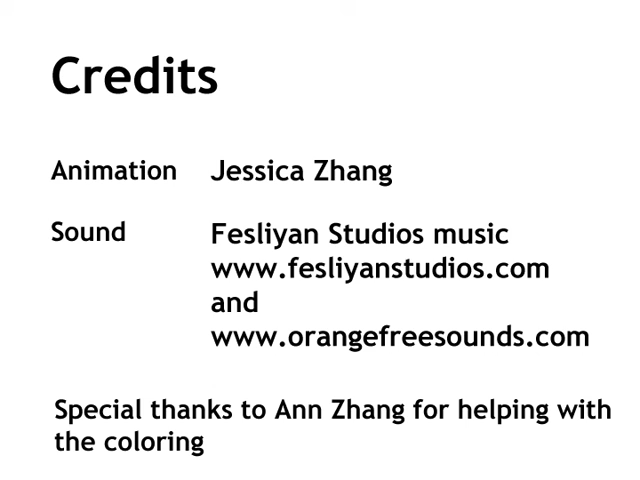 Credits
Animation Jessica Zhang
Sound Fesliyan Studios music
www.fesliyanstudios.com
and
www.orangefreesounds.com
Special thanks to Ann Zhang for helping with
the coloring